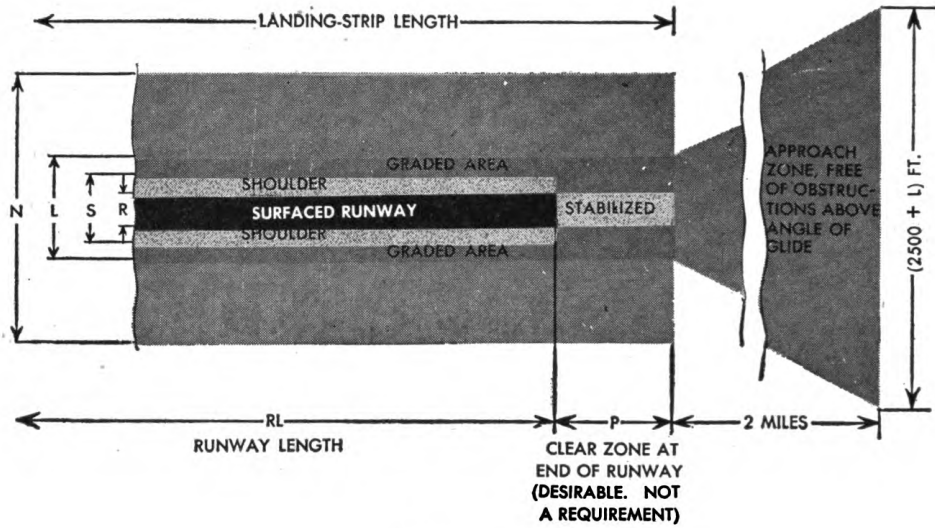 LANDING-STRIP LENGTH
GRADED AREA
SHOULDER
SURFACED RUNWAY
STABILIZED
SHOULDER
GRADED AREA
N
L
S
R
APPROACH
ZONE, FREE
OF OBSTRUC-
TIONS ABOVE
ANGLE OF
GLIDE
(2500 + L) FT.
RL
RUNWAY LENGTH
P
CLEAR ZONE AT
END OF RUNWAY
(DESIRABLE. NOT
A REQUIREMENT)
2 MILES